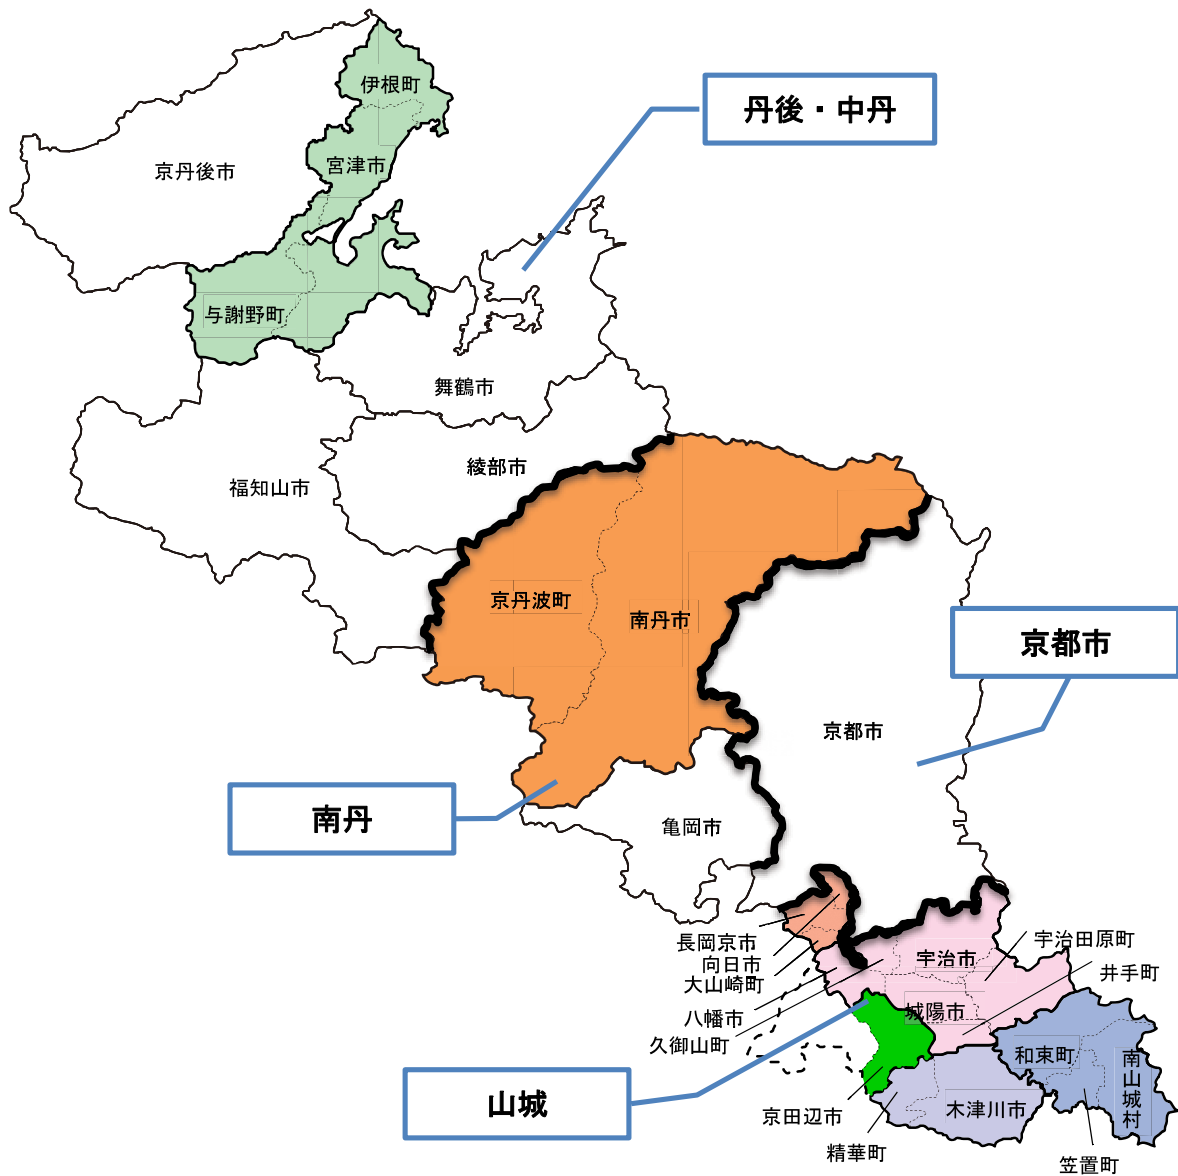 伊根町
丹後・中丹
宮津市
京丹後市
与謝野町
舞鶴市
綾部市
福知山市
京丹波町
南丹市
京都市
京都市
南丹
亀岡市
長岡京市
向日市
大山崎町
八幡市
久御山町
宇治市
宇治田原町
井手町
城陽市
和束町
南山城村
山城
京田辺市
木津川市
精華町
笠置町